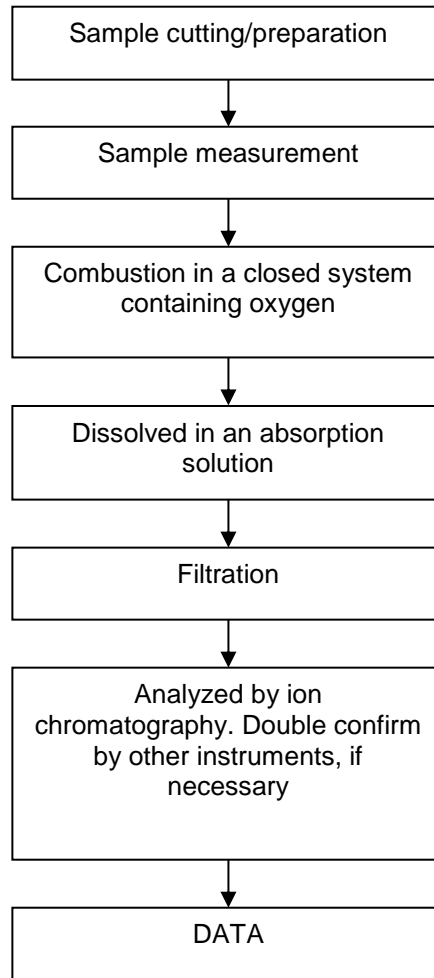 Sample cutting/preparation
Sample measurement
Combustion in a closed system
containing oxygen
Dissolved in an absorption
solution
Filtration
Analyzed by ion
chromatography. Double confirm
by other instruments, if
necessary
DATA